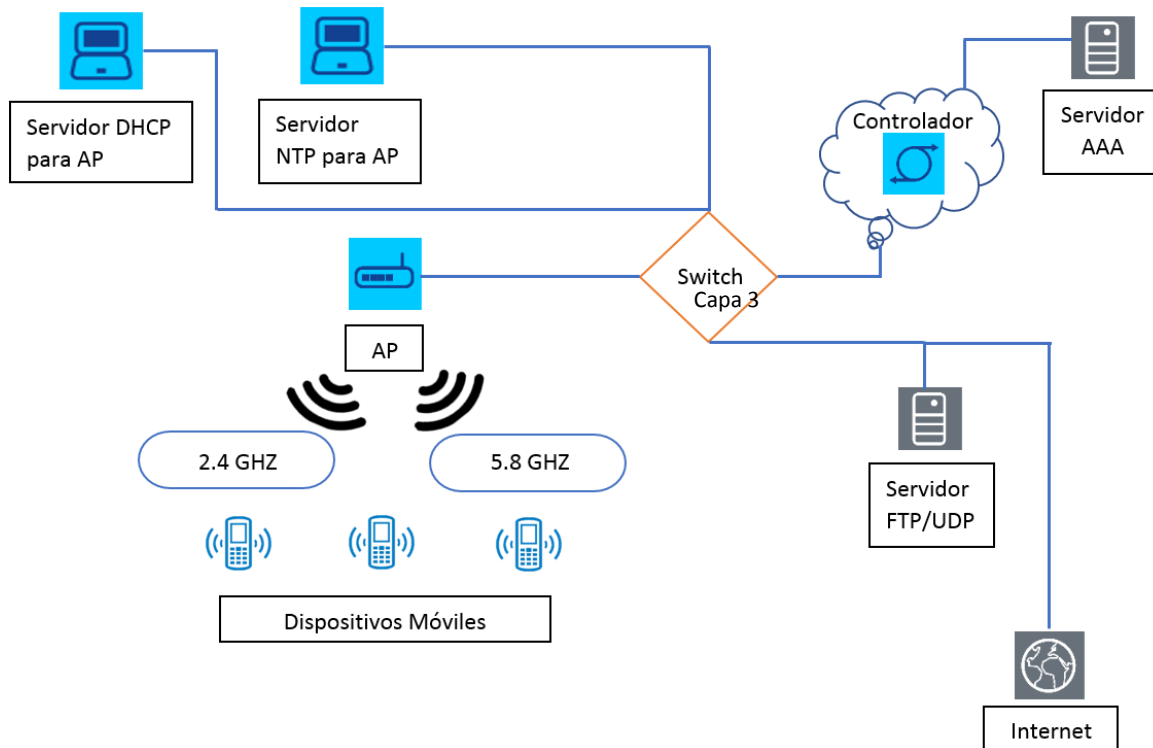 Servidor DHCP
para AP
Servidor
NTP para AP
Controlador
Servidor
AAA
Switch
Capa 3
AP
2.4 GHZ
5.8 GHZ
Servidor
FTP/UDP
Dispositivos Móviles
Internet